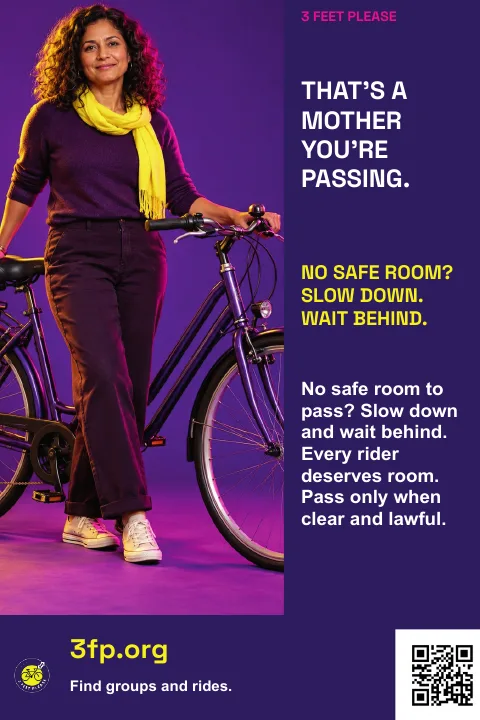 3 FEET PLEASE
THAT’S A
MOTHER
YOU’RE
PASSING.
NO SAFE ROOM?
SLOW DOWN.
WAIT BEHIND.
No safe room to
pass? Slow down
and wait behind.
Every rider
deserves room.
Pass only when
clear and lawful.
3fp.org
Find groups and rides.